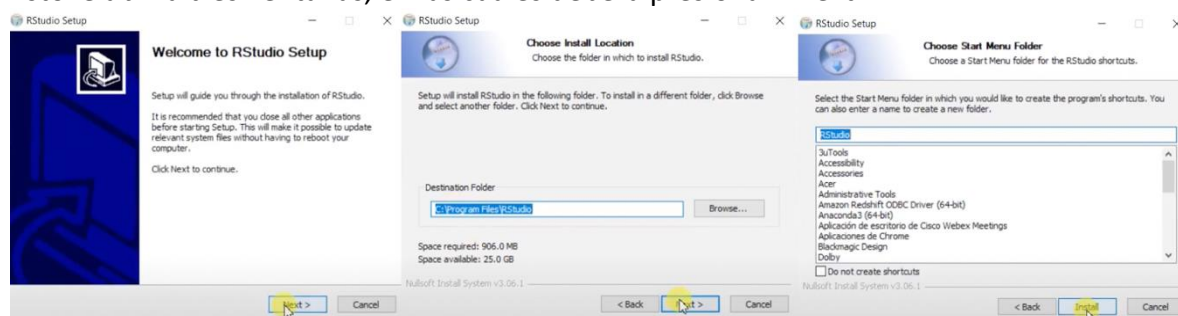 RStudio Setup
Welcome to RStudio Setup
Setup will guide you through the installation of RStudio.
It is recommended that you close all other applications
before starting Setup. This will make it possible to update
relevant system files without having to reboot your
computer.
Click Next to continue.
Next >
Cancel
RStudio Setup
Choose Install Location
Choose the folder in which to install RStudio.
Setup will install RStudio in the following folder. To install in a different folder, click Browse
and select another folder. Click Next to continue.
Destination Folder
C:\Program Files\RStudio
Browse...
Space required: 906.0 MB
Space available: 25.0 GB
Nullsoft Install System v3.06.1
< Back
Next >
Cancel
RStudio Setup
Choose Start Menu Folder
Choose a Start Menu folder for the RStudio shortcuts.
Select the Start Menu folder in which you would like to create the program's shortcuts. You
can also enter a name to create a new folder.
RStudio
3uTools
Accessibility
Accessories
Acer
Administrative Tools
Amazon Redshift ODBC Driver (64-bit)
Anaconda3 (64-bit)
Aplicación de escritorio de Cisco Webex Meetings
Aplicaciones de Chrome
Blackmagic Design
Dolby
Do not create shortcuts
Nullsoft Install System v3.06.1
< Back
Install
Cancel